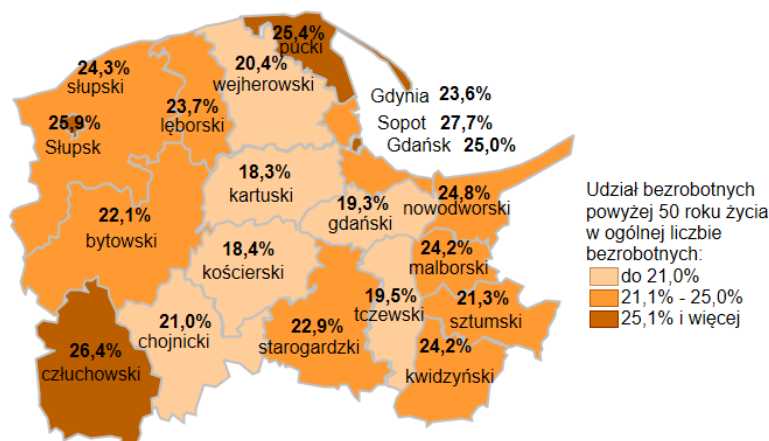 25,4%
pucki
20,4%
wejherowski
24,3%
słupski
23,7%
lęborski
25,9%
Słupsk
Gdynia 23,6%
Sopot 27,7%
Gdańsk 25,0%
18,3%
kartuski
19,3%
gdański
24,8%
nowodworski
22,1%
bytowski
18,4%
kościerski
24,2%
malborski
19,5%
tczewski
21,3%
sztumski
21,0%
chojnicki
22,9%
starogardzki
24,2%
kwidzyński
26,4%
człuchowski
Udział bezrobotnych
powyżej 50 roku życia
w ogólnej liczbie
bezrobotnych:
do 21,0%
21,1% - 25,0%
25,1% i więcej